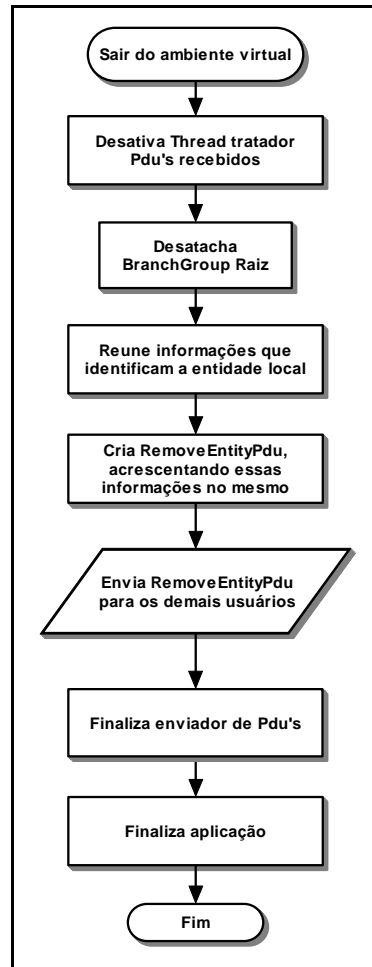 Sair do ambiente virtual
Desativa Thread tratador
Pdu's recebidos
Desatacha
BranchGroup Raiz
Reune informações que
identificam a entidade local
Cria RemoveEntityPdu,
acrescentando essas
informações no mesmo
Envia RemoveEntityPdu
para os demais usuários
Finaliza enviador de Pdu's
Finaliza aplicação
Fim